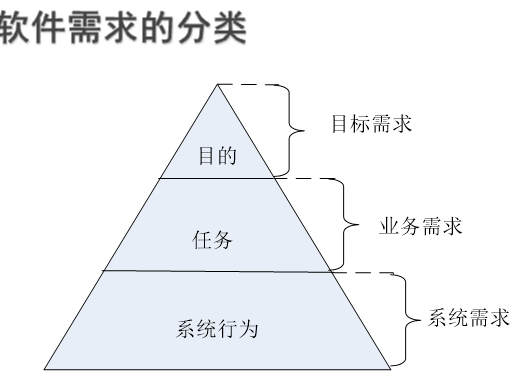 软件需求的分类
目标需求
目的
业务需求
任务
系统需求
系统行为